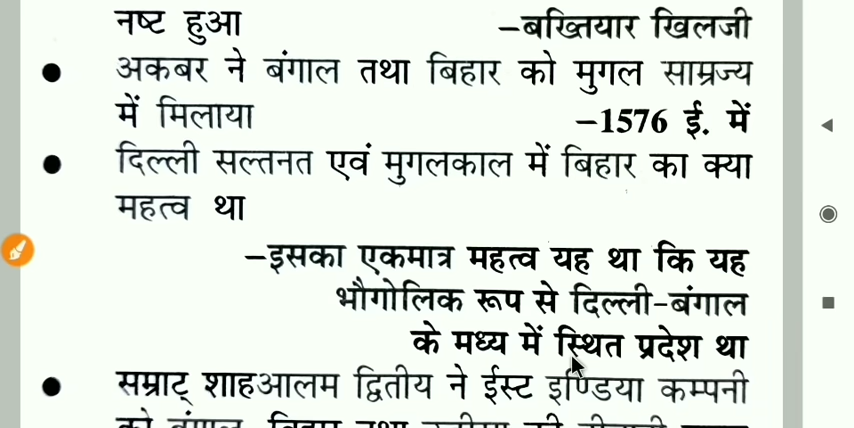 नष्ट हुआ –बख्तियार खिलजी
● अकबर ने बंगाल तथा बिहार को मुगल साम्रज्य
में मिलाया –1576 ई. में
● दिल्ली सल्तनत एवं मुगलकाल में बिहार का क्या
महत्व था
–इसका एकमात्र महत्व यह था कि यह
भौगोलिक रूप से दिल्ली-बंगाल
के मध्य में स्थित प्रदेश था
● सम्राट् शाहआलम द्वितीय ने ईस्ट इण्डिया कम्पनी